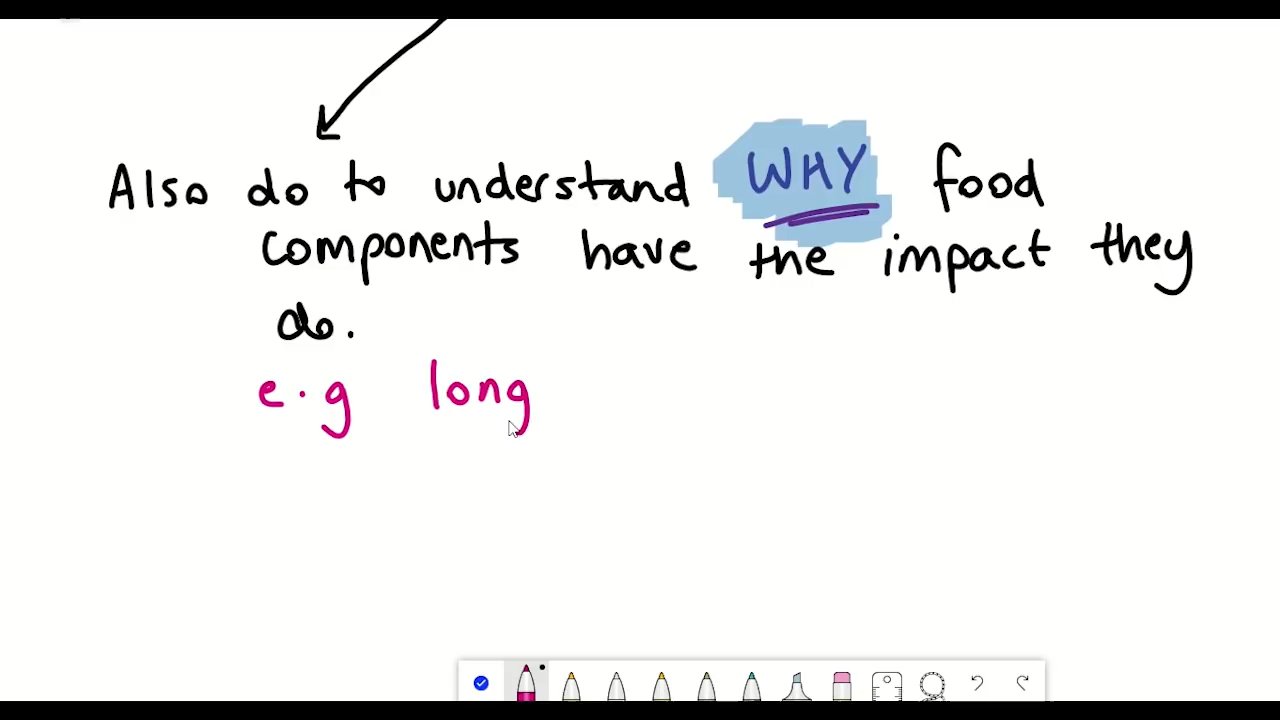 Also do to understand WHY food
components have the impact they
do.
e.g long